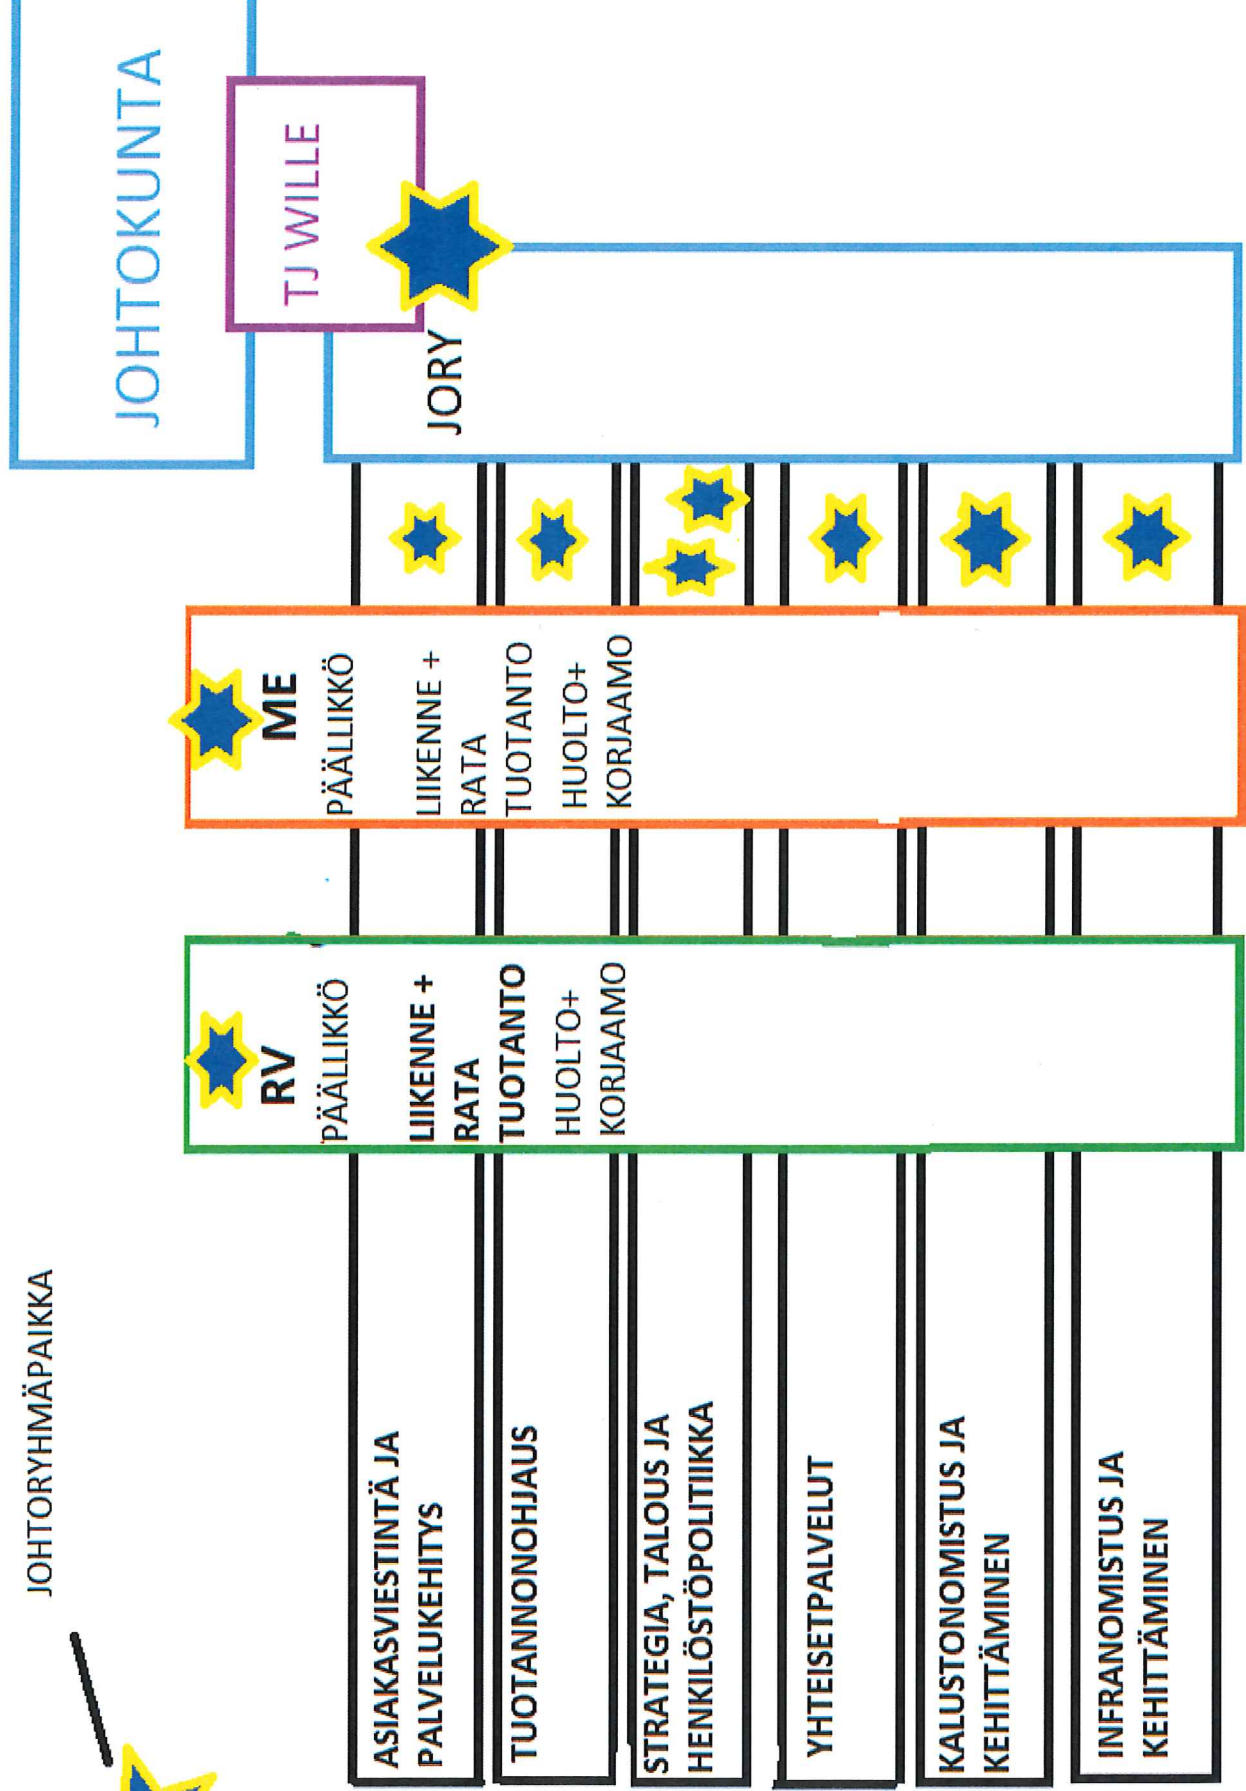 JOHTORYHMÄPAIKKA
JOHTOKUNTA
TJ WILLE
JORY
RV
PÄÄLLIKKÖ
LIIKENNE +
RATA
TUOTANTO
HUOLTO+
KORJAAMO
ME
PÄÄLLIKKÖ
LIIKENNE +
RATA
TUOTANTO
HUOLTO+
KORJAAMO
ASIAKASVIESTINTÄ JA
PALVELUKEHITYS
TUOTANNONOHJAUS
STRATEGIA, TALOUS JA
HENKILÖSTÖPOLITIIKKA
YHTEISETPALVELUT
KALUSTONOMISTUS JA
KEHITTÄMINEN
INFRANOMISTUS JA
KEHITTÄMINEN